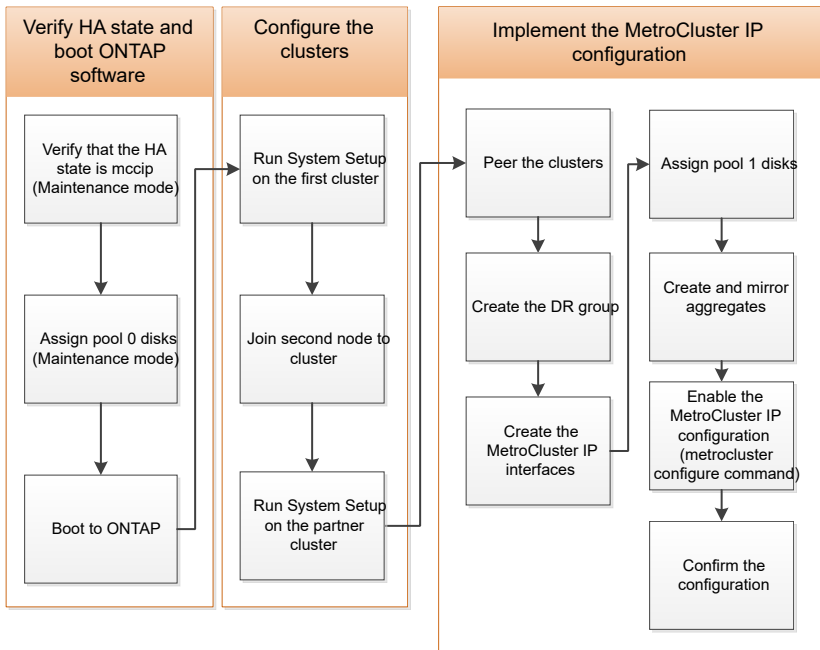 Verify HA state and
boot ONTAP
software
Verify that the HA
state is mccip
(Maintenance mode)
Assign pool 0 disks
(Maintenance mode)
Boot to ONTAP
Configure the
clusters
Run System Setup
on the first cluster
Join second node to
cluster
Run System Setup
on the partner
cluster
Implement the MetroCluster IP
configuration
Peer the clusters
Create the DR group
Create the
MetroCluster IP
interfaces
Assign pool 1 disks
Create and mirror
aggregates
Enable the
MetroCluster IP
configuration
(metrocluster
configure command)
Confirm the
configuration